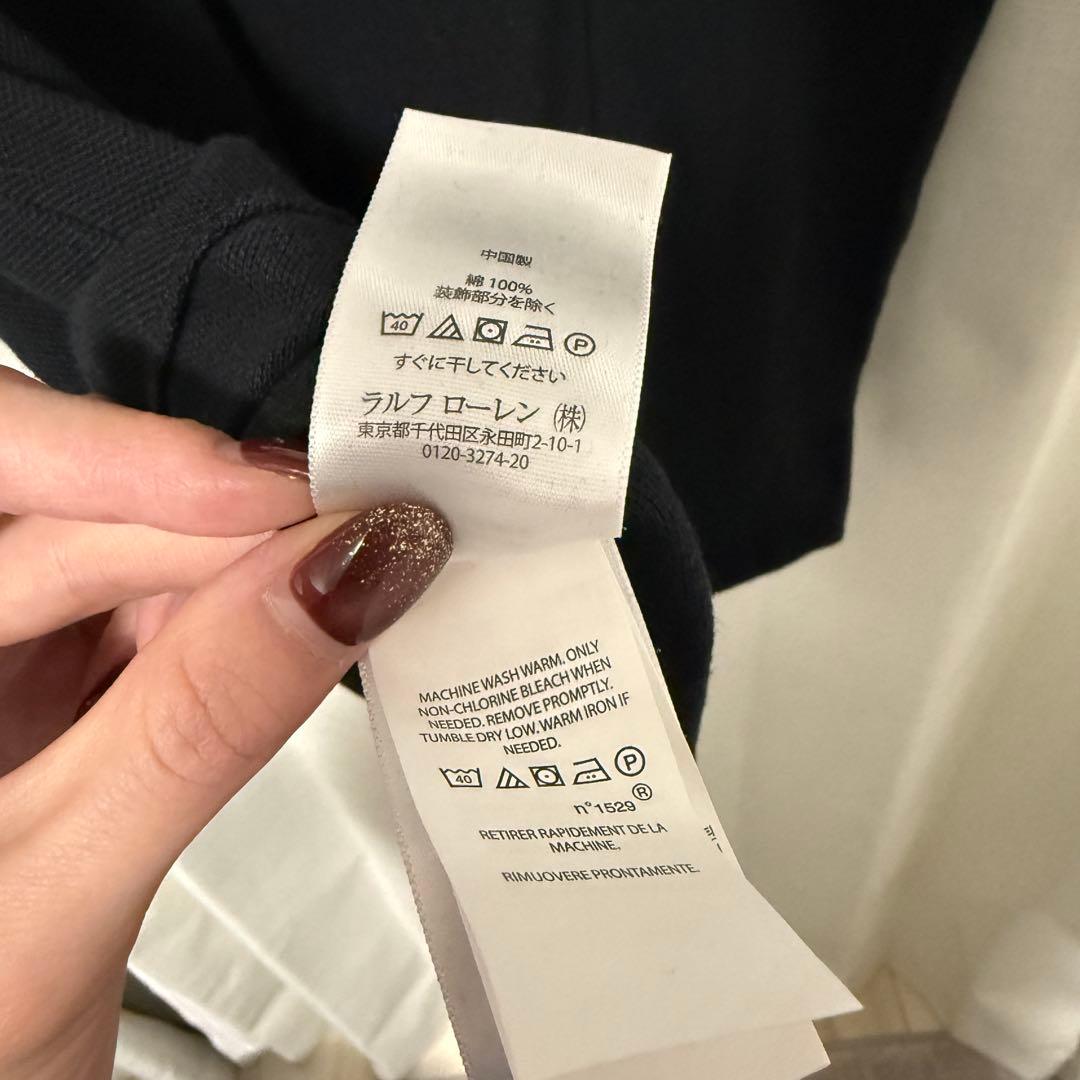 中国製
綿 100%
装飾部分を除く
40 P
すぐに干してください
ラルフ ローレン (株)
東京都千代田区永田町2-10-1
0120-3274-20
MACHINE WASH WARM. ONLY
NON-CHLORINE BLEACH WHEN
NEEDED. REMOVE PROMPTLY.
TUMBLE DRY LOW. WARM IRON IF
NEEDED.
40 P
n°1529 ®
RETIRER RAPIDEMENT DE LA
MACHINE.
RIMUOVERE PRONTAMENTE.